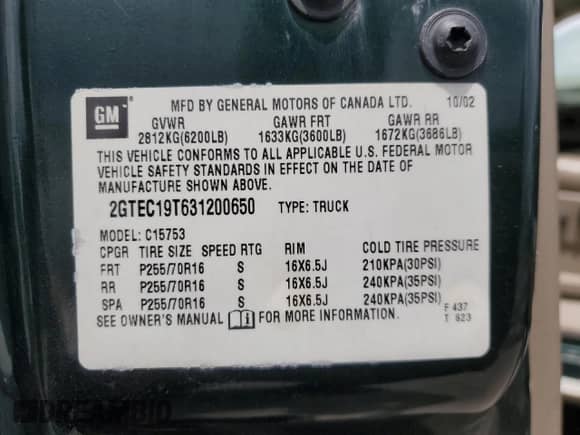 GM
MFD BY GENERAL MOTORS OF CANADA LTD. 10/02
GVWR GAWR FRT GAWR RR
2812KG(6200LB) 1633KG(3600LB) 1672KG(3686LB)
THIS VEHICLE CONFORMS TO ALL APPLICABLE U.S. FEDERAL MOTOR
VEHICLE SAFETY STANDARDS IN EFFECT ON THE DATE OF
MANUFACTURE SHOWN ABOVE.
2GTEC19T631200650 TYPE: TRUCK
MODEL: C15753
CPGR TIRE SIZE SPEED RTG RIM COLD TIRE PRESSURE
FRT P255/70R16 S 16X6.5J 210KPA(30PSI)
RR P255/70R16 S 16X6.5J 240KPA(35PSI)
SPA P255/70R16 S 16X6.5J 240KPA(35PSI)
SEE OWNER'S MANUAL FOR MORE INFORMATION.
F 437
T 823
DREAMBID